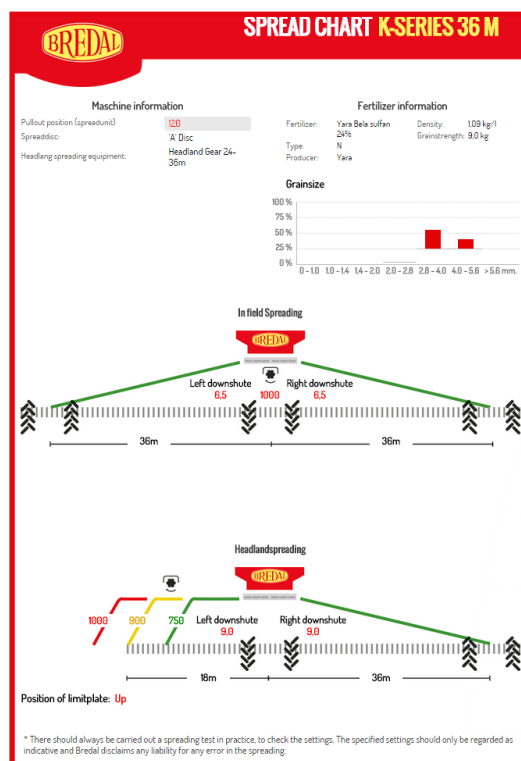 BREDAL
SPREAD CHART K-SERIES 36 M
Maschine information
Pullout position (spreadunit) 12.0
Spreaddisc: 'A' Disc
Headlang spreading equipment: Headland Gear 24-
36m
Fertilizer information
Fertilizer: Yara Bela sulfan
24%
Density: 1,09 kg/l
Grainstrength: 9,0 kg
Type: N
Producer: Yara
Grainsize
100 %
75 %
50 %
25 %
0 %
0 - 1.0 1.0 - 1.4 1.4 - 2.0 2.0 - 2.8 2.8 - 4.0 4.0 - 5.6 > 5.6 mm.
In field Spreading
BREDAL
Left downshute Right downshute
6,5 1000 6,5
36m 36m
Headlandspreading
BREDAL
1000 900 750 Left downshute Right downshute
9,0 9,0
18m 36m
Position of limitplate: Up
* There should always be carried out a spreading test in practice, to check the settings. The specified settings should only be regarded as
indicative and Bredal disclaims any liability for any error in the spreading.